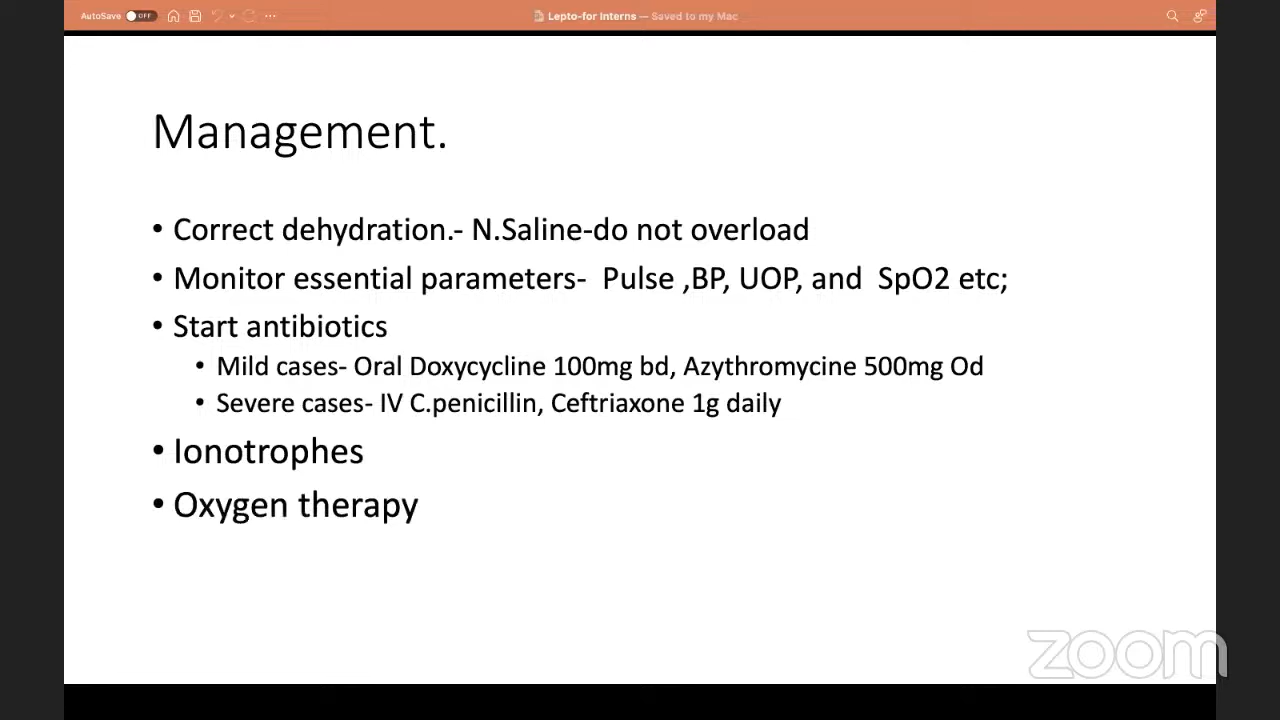 AutoSave OFF
Lepto-for Interns — Saved to my Mac
Management.
• Correct dehydration.- N.Saline-do not overload
• Monitor essential parameters- Pulse ,BP, UOP, and SpO2 etc;
• Start antibiotics
• Mild cases- Oral Doxycycline 100mg bd, Azythromycine 500mg Od
• Severe cases- IV C.penicillin, Ceftriaxone 1g daily
• Ionotrophes
• Oxygen therapy
zoom